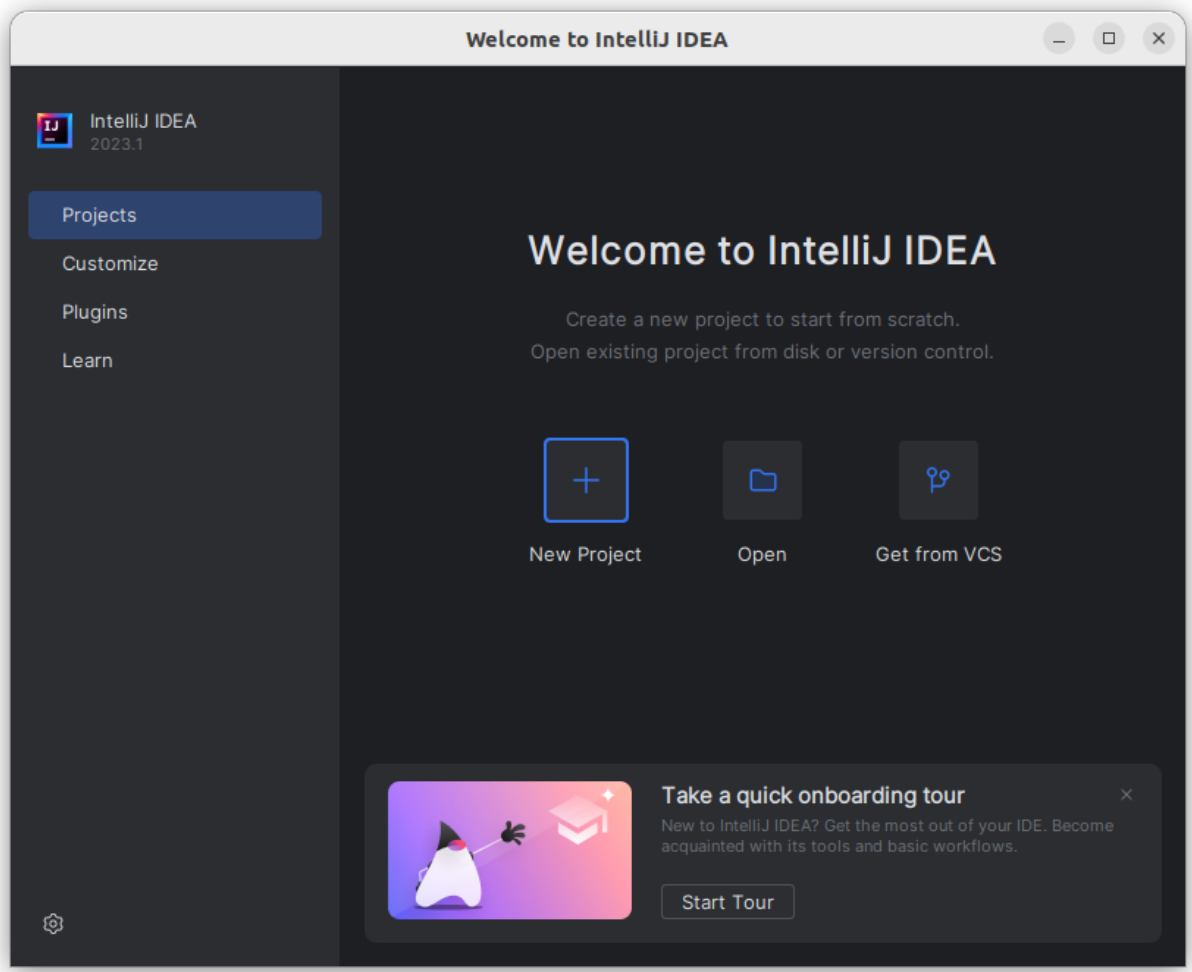 Welcome to IntelliJ IDEA
IJ
IntelliJ IDEA
2023.1
Projects
Customize
Plugins
Learn
Welcome to IntelliJ IDEA
Create a new project to start from scratch.
Open existing project from disk or version control.
New Project
Open
Get from VCS
Take a quick onboarding tour
New to IntelliJ IDEA? Get the most out of your IDE. Become
acquainted with its tools and basic workflows.
Start Tour